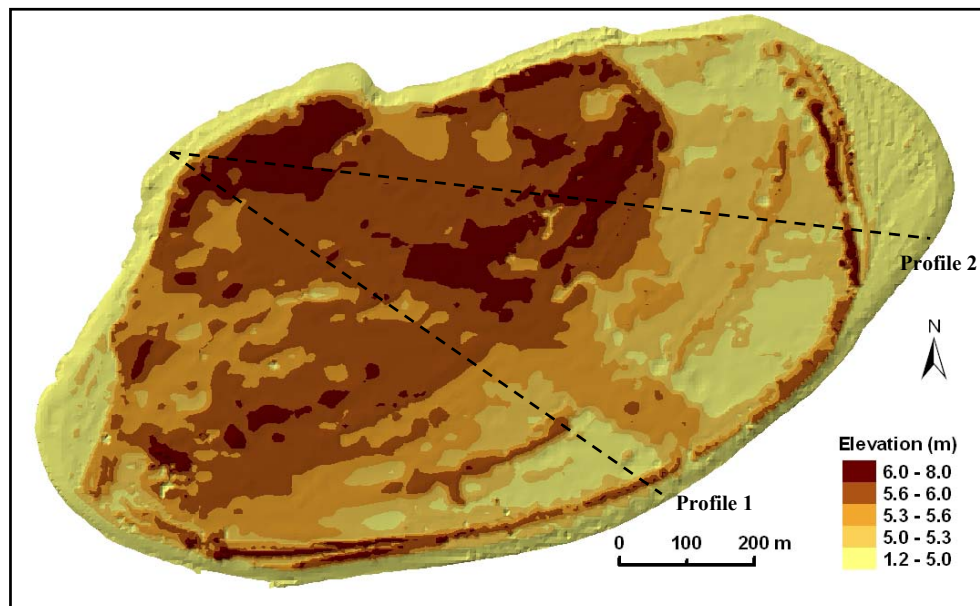 Profile 2
N
Profile 1
Elevation (m)
6.0 - 8.0
5.6 - 6.0
5.3 - 5.6
5.0 - 5.3
1.2 - 5.0
0 100 200 m